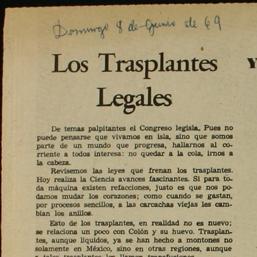 Domingo 8 de Junio de 69
Los Trasplantes
Legales
De temas palpitantes el Congreso legisla. Pues no
puede pensarse que vivamos en isla, sino que somos
parte de un mundo que progresa, hallarnos al co-
rriente a todos interesa: no quedar a la cola, irnos a
la cabeza.
Revisemos las leyes que frenan los trasplantes.
Hoy realiza la Ciencia avances fascinantes. Si para to-
da máquina existen refacciones, justo es que nos po-
damos mudar los corazones; como cuando se gastan,
por procesos sencillos, a las carcachas viejas les cam-
bian los anillos.
Esto de los trasplantes, en realidad no es nuevo;
se relaciona un poco con Colón y su huevo. Trasplan-
tes, aunque líquidos, ya se han hecho a montones no
solamente en México, sino en otras regiones, aunque